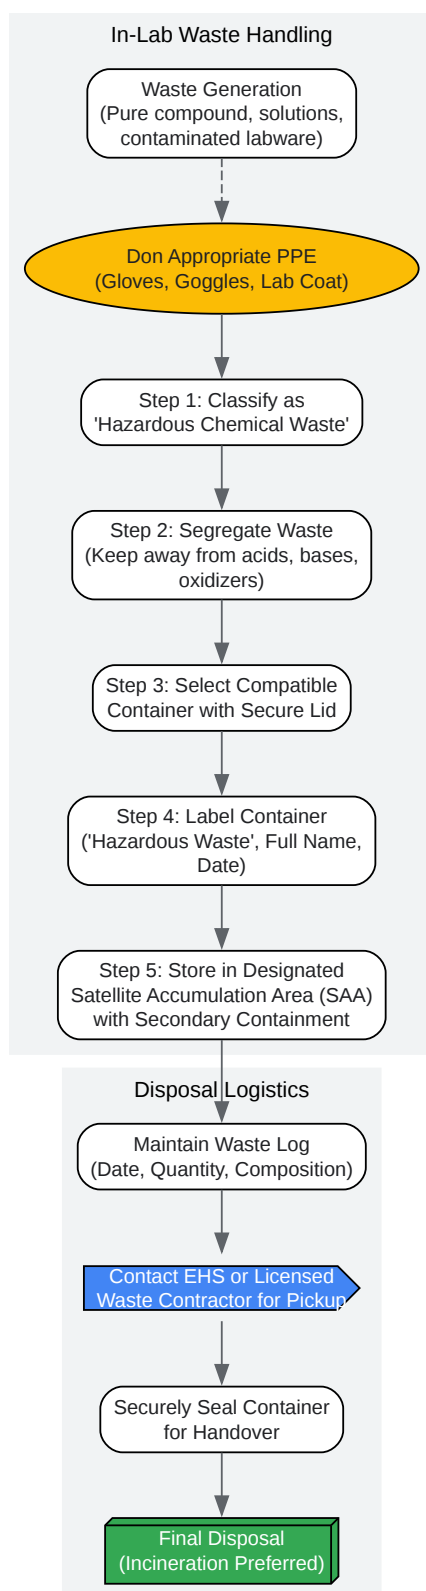 In-Lab Waste Handling
Waste Generation
(Pure compound, solutions,
contaminated labware)
Don Appropriate PPE
(Gloves, Goggles, Lab Coat)
Step 1: Classify as
'Hazardous Chemical Waste'
Step 2: Segregate Waste
(Keep away from acids, bases,
oxidizers)
Step 3: Select Compatible
Container with Secure Lid
Step 4: Label Container
('Hazardous Waste', Full Name,
Date)
Step 5: Store in Designated
Satellite Accumulation Area (SAA)
with Secondary Containment
Disposal Logistics
Maintain Waste Log
(Date, Quantity, Composition)
Contact EHS or Licensed
Waste Contractor for Pickup
Securely Seal Container
for Handover
Final Disposal
(Incineration Preferred)